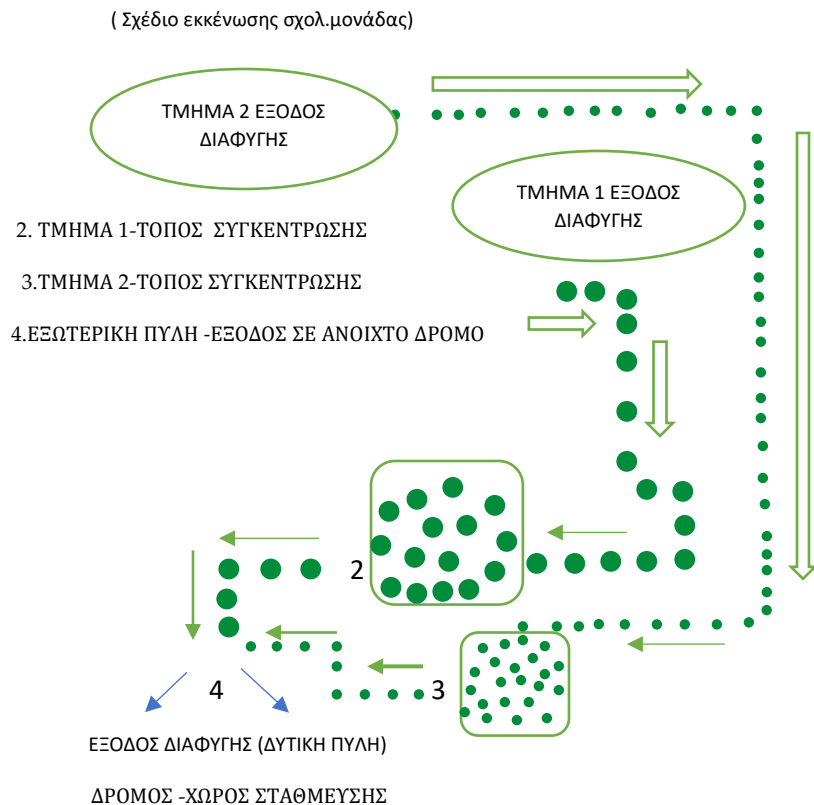 ( Σχέδιο εκκένωσης σχολ.μονάδας)
ΤΜΗΜΑ 2 ΕΞΟΔΟΣ
ΔΙΑΦΥΓΗΣ
ΤΜΗΜΑ 1 ΕΞΟΔΟΣ
ΔΙΑΦΥΓΗΣ
2. ΤΜΗΜΑ 1-ΤΟΠΟΣ ΣΥΓΚΕΝΤΡΩΣΗΣ
3.ΤΜΗΜΑ 2-ΤΟΠΟΣ ΣΥΓΚΕΝΤΡΩΣΗΣ
4.ΕΞΩΤΕΡΙΚΗ ΠΥΛΗ -ΕΞΟΔΟΣ ΣΕ ΑΝΟΙΧΤΟ ΔΡΟΜΟ
2
3
4
ΕΞΟΔΟΣ ΔΙΑΦΥΓΗΣ (ΔΥΤΙΚΗ ΠΥΛΗ)
ΔΡΟΜΟΣ -ΧΩΡΟΣ ΣΤΑΘΜΕΥΣΗΣ